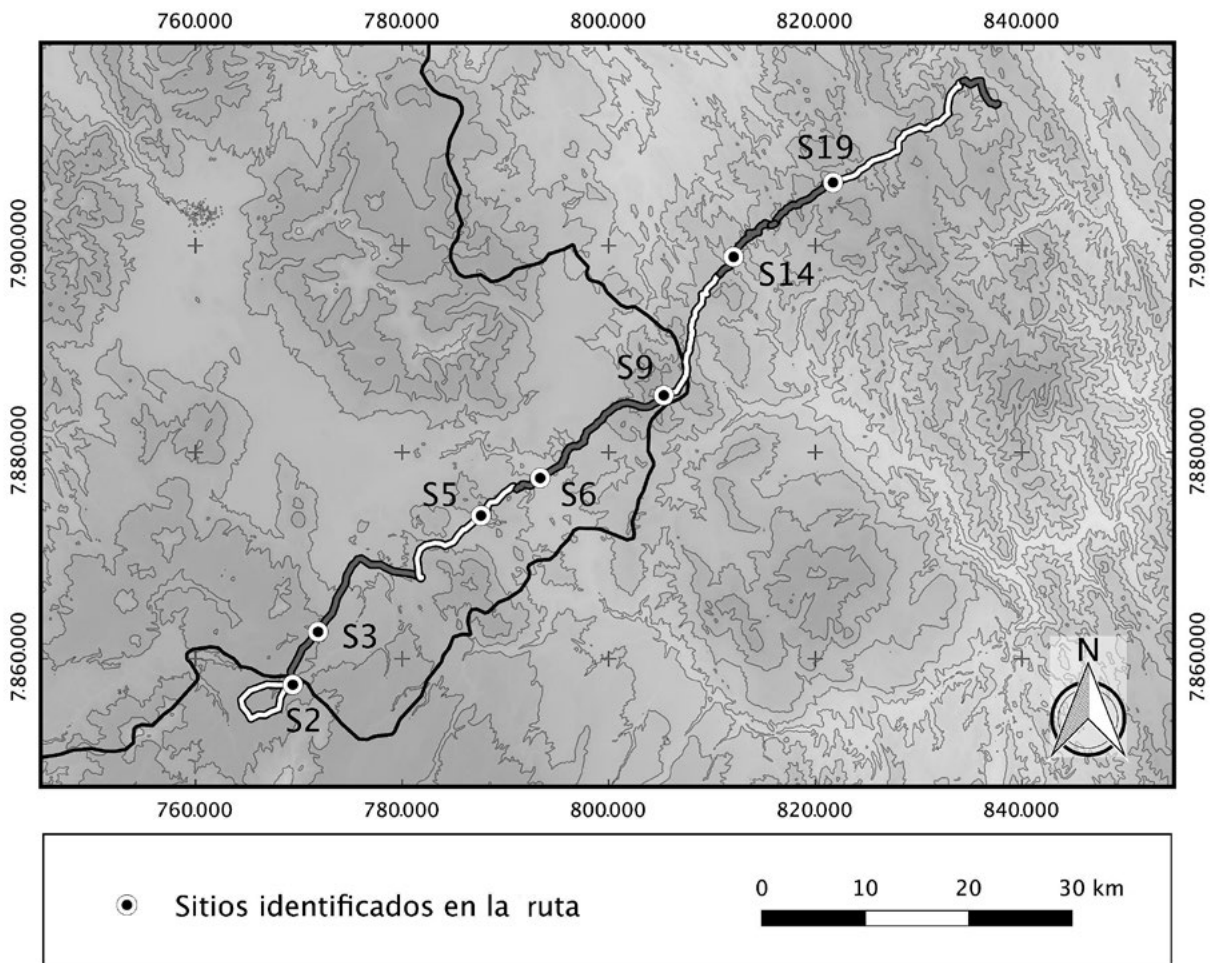 760.000 780.000 800.000 820.000 840.000
S19
7.900.000 7.900.000
S14
S9
7.880.000 7.880.000
S5
S6
S3
7.860.000 7.860.000
N
S2
760.000 780.000 800.000 820.000 840.000
0 10 20 30 km
Sitios identificados en la ruta